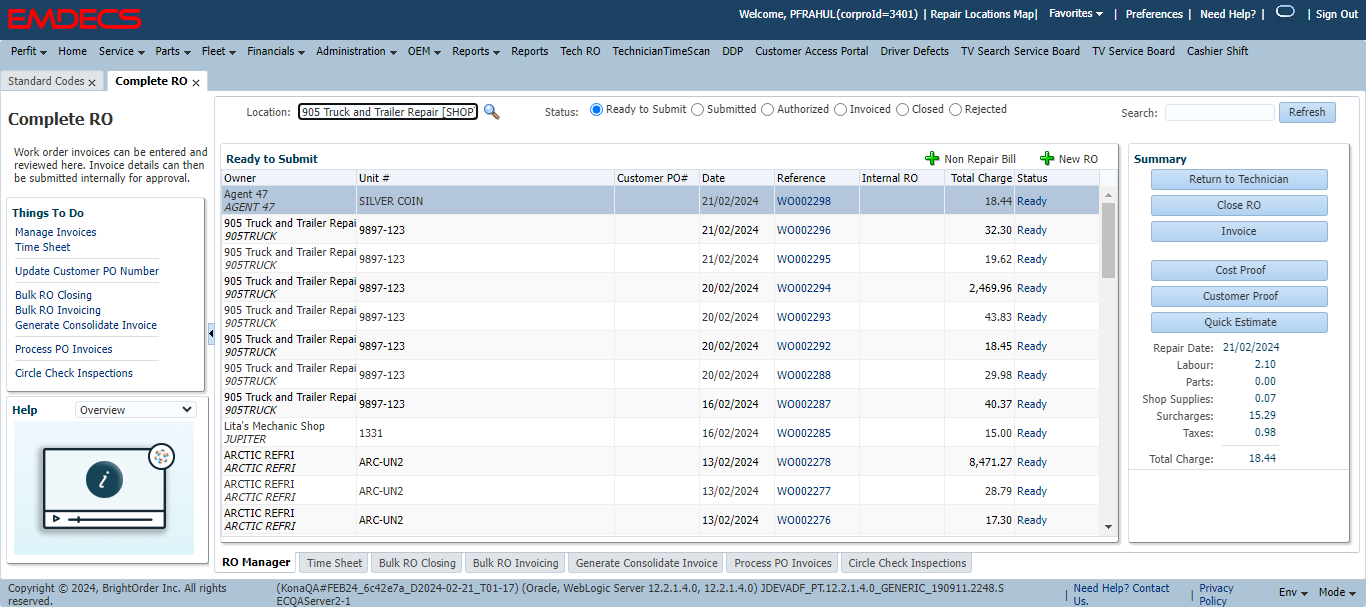 EMDECS
Welcome, PFRAHUL(corproId=3401) | Repair Locations Map| Favorites | Preferences | Need Help? | | Sign Out
Perfit Home Service Parts Fleet Financials Administration OEM Reports Reports Tech RO TechnicianTimeScan DDP Customer Access Portal Driver Defects TV Search Service Board TV Service Board Cashier Shift
Standard Codes x Complete RO x
Complete RO
Work order invoices can be entered and
reviewed here. Invoice details can then
be submitted internally for approval.
Things To Do
Manage Invoices
Time Sheet
Update Customer PO Number
Bulk RO Closing
Bulk RO Invoicing
Generate Consolidate Invoice
Process PO Invoices
Circle Check Inspections
Help Overview
i
Location: 905 Truck and Trailer Repair [SHOP Status: Ready to Submit Submitted Authorized Invoiced Closed Rejected Search: Refresh
Ready to Submit Non Repair Bill New RO
Owner Unit # Customer PO# Date Reference Internal RO Total Charge Status
Agent 47
AGENT 47 SILVER COIN 21/02/2024 WO002298 18.44 Ready
905 Truck and Trailer Repai
905TRUCK 9897-123 21/02/2024 WO002296 32.30 Ready
905 Truck and Trailer Repai
905TRUCK 9897-123 21/02/2024 WO002295 19.62 Ready
905 Truck and Trailer Repai
905TRUCK 9897-123 20/02/2024 WO002294 2,469.96 Ready
905 Truck and Trailer Repai
905TRUCK 9897-123 20/02/2024 WO002293 43.83 Ready
905 Truck and Trailer Repai
905TRUCK 9897-123 20/02/2024 WO002292 18.45 Ready
905 Truck and Trailer Repai
905TRUCK 9897-123 20/02/2024 WO002288 29.98 Ready
905 Truck and Trailer Repai
905TRUCK 9897-123 16/02/2024 WO002287 40.37 Ready
Lita's Mechanic Shop
JUPITER 1331 16/02/2024 WO002285 15.00 Ready
ARCTIC REFRI
ARCTIC REFRI ARC-UN2 13/02/2024 WO002278 8,471.27 Ready
ARCTIC REFRI
ARCTIC REFRI ARC-UN2 13/02/2024 WO002277 28.79 Ready
ARCTIC REFRI
ARCTIC REFRI ARC-UN2 13/02/2024 WO002276 17.30 Ready
Summary
Return to Technician
Close RO
Invoice
Cost Proof
Customer Proof
Quick Estimate
Repair Date: 21/02/2024
Labour: 2.10
Parts: 0.00
Shop Supplies: 0.07
Surcharges: 15.29
Taxes: 0.98
Total Charge: 18.44
RO Manager Time Sheet Bulk RO Closing Bulk RO Invoicing Generate Consolidate Invoice Process PO Invoices Circle Check Inspections
Copyright © 2024, BrightOrder Inc. All rights
reserved.
(KonaQA#FEB24_6c42e7a_D2024-02-21_T01-17) (Oracle, WebLogic Server 12.2.1.4.0, 12.2.1.4.0) JDEVADF_PT.12.2.1.4.0_GENERIC_190911.2248.S
ECQAServer2-1
| Need Help? Contact
Us.
| Privacy
Policy
Env Mode